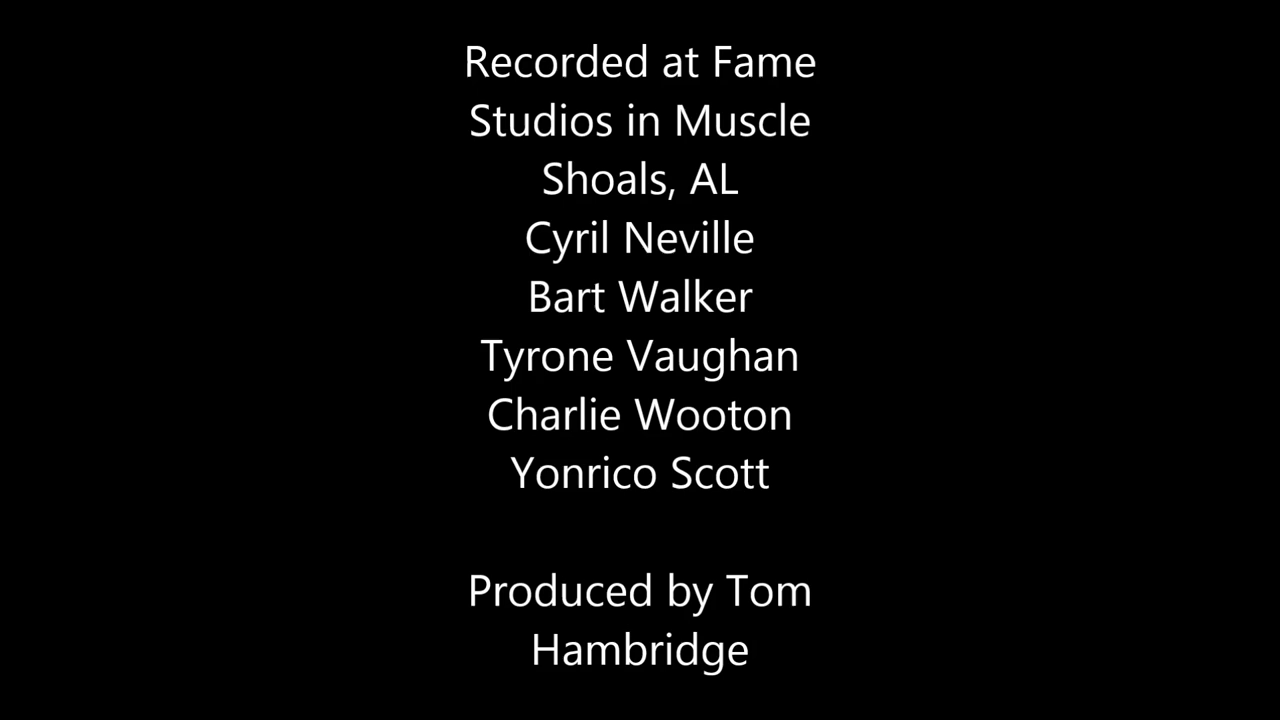 Recorded at Fame
Studios in Muscle
Shoals, AL
Cyril Neville
Bart Walker
Tyrone Vaughan
Charlie Wooton
Yonrico Scott
Produced by Tom
Hambridge